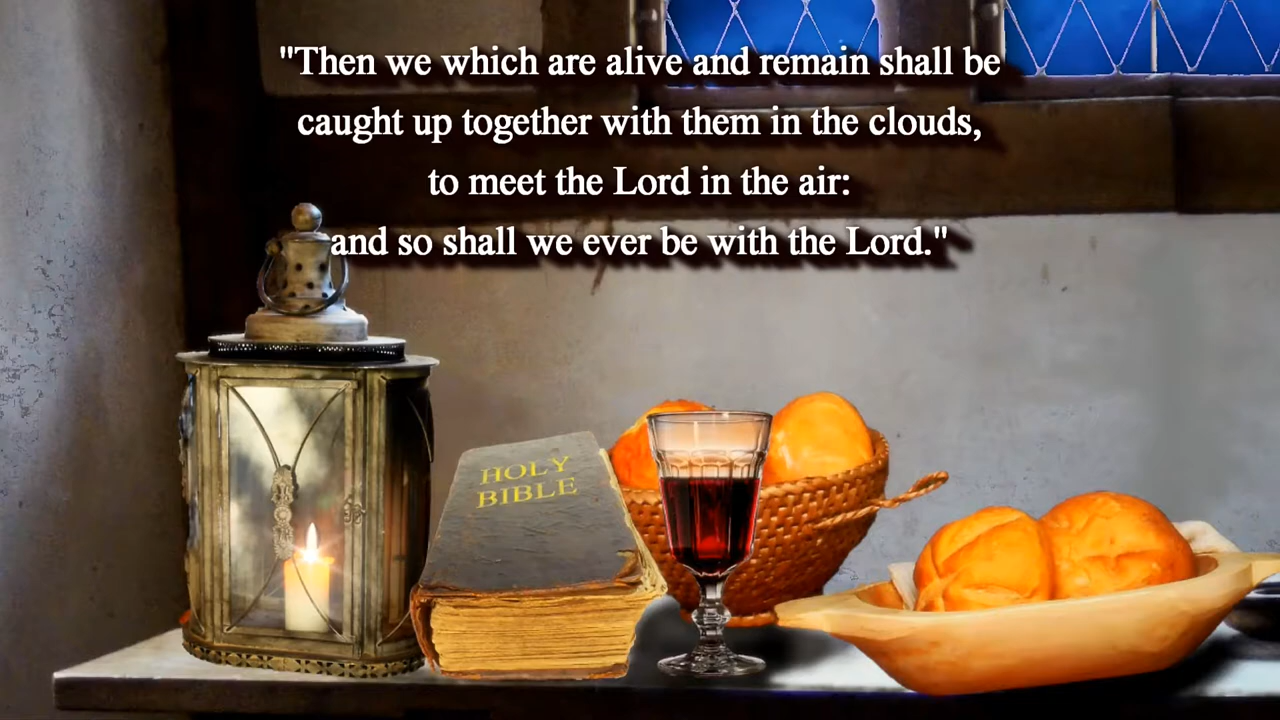 "Then we which are alive and remain shall be
caught up together with them in the clouds,
to meet the Lord in the air:
and so shall we ever be with the Lord."
HOLY
BIBLE